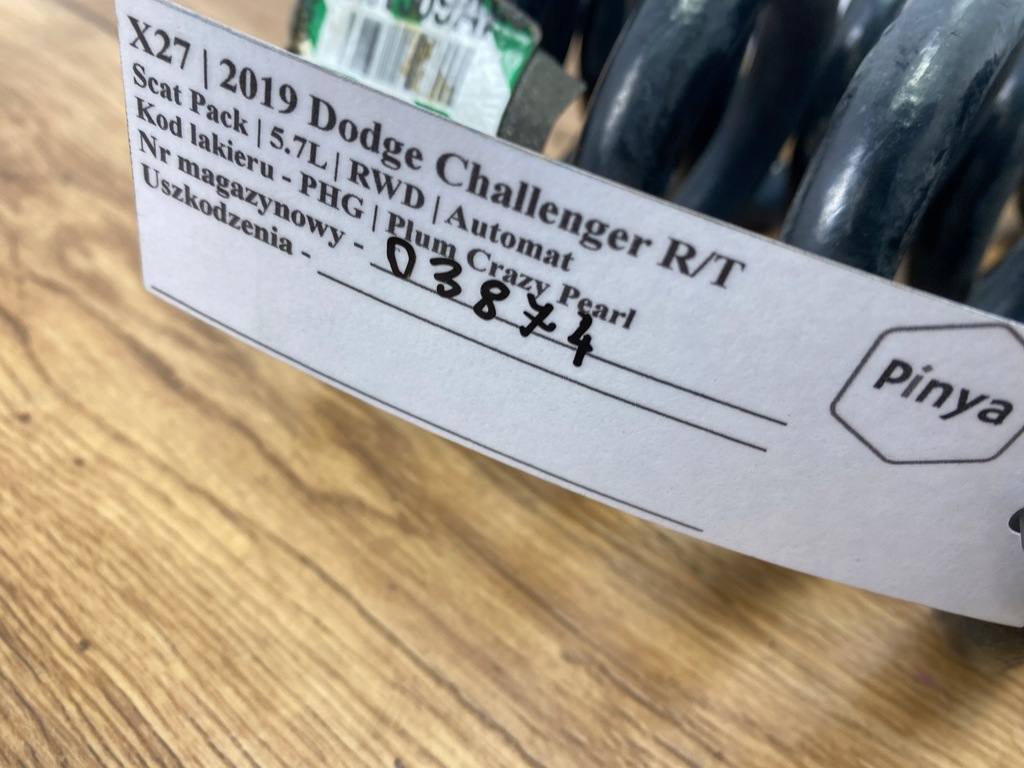 X27 | 2019 Dodge Challenger R/T
Scat Pack | 5.7L | RWD | Automat
Kod lakieru - PHG | Plum Crazy Pearl
Nr magazynowy - 03874
Uszkodzenia -
Pinya